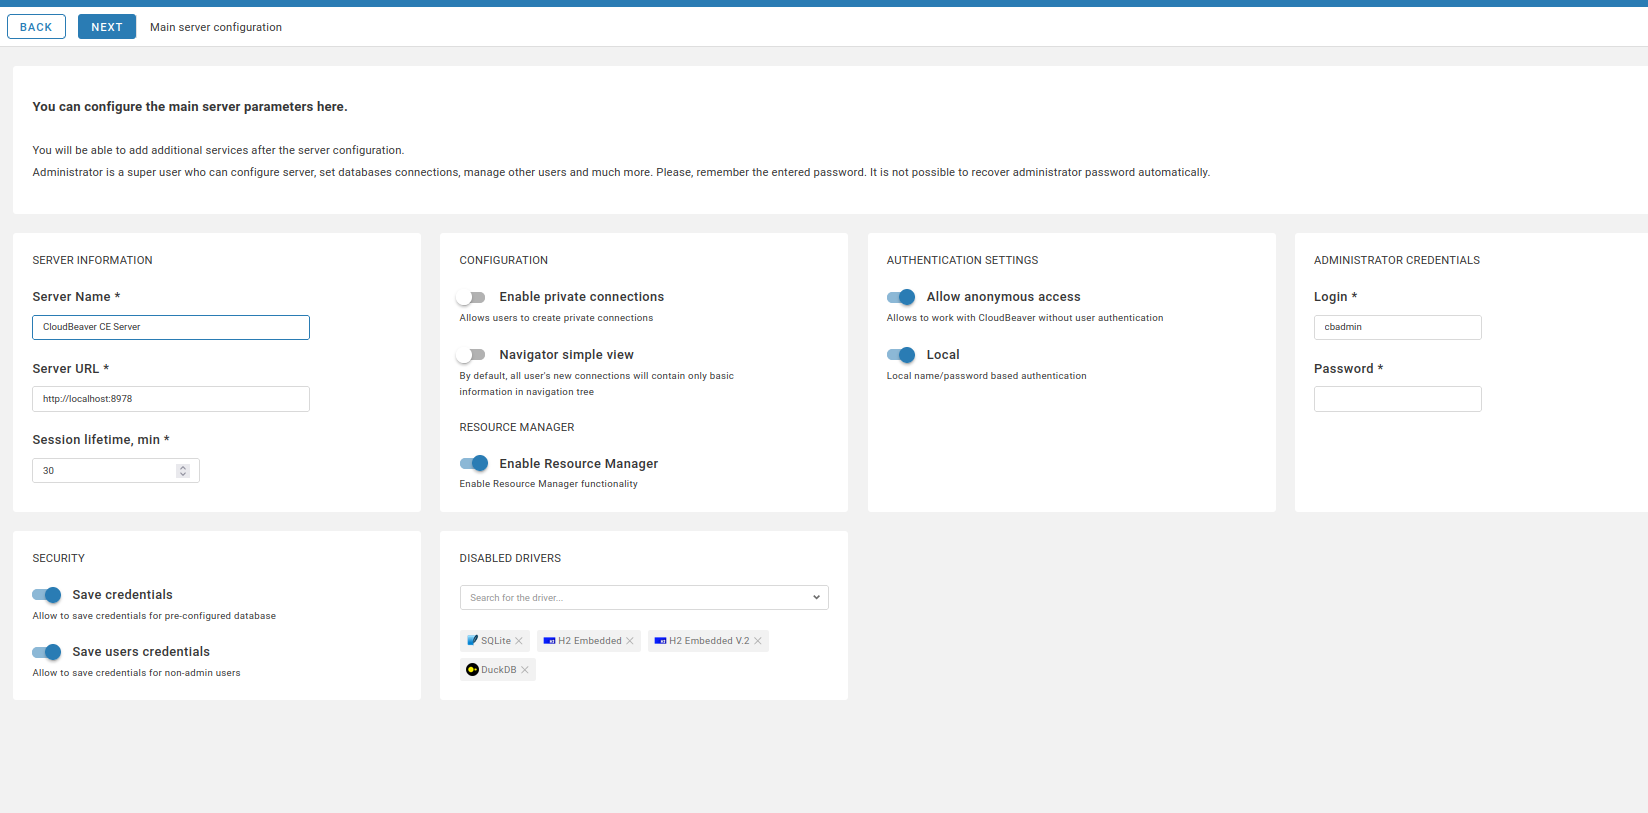 BACK
NEXT
Main server configuration
You can configure the main server parameters here.
You will be able to add additional services after the server configuration.
Administrator is a super user who can configure server, set databases connections, manage other users and much more. Please, remember the entered password. It is not possible to recover administrator password automatically.
SERVER INFORMATION
Server Name *
CloudBeaver CE Server
Server URL *
http://localhost:8978
Session lifetime, min *
30
CONFIGURATION
Enable private connections
Allows users to create private connections
Navigator simple view
By default, all user's new connections will contain only basic
information in navigation tree
RESOURCE MANAGER
Enable Resource Manager
Enable Resource Manager functionality
AUTHENTICATION SETTINGS
Allow anonymous access
Allows to work with CloudBeaver without user authentication
Local
Local name/password based authentication
ADMINISTRATOR CREDENTIALS
Login *
cbadmin
Password *
SECURITY
Save credentials
Allow to save credentials for pre-configured database
Save users credentials
Allow to save credentials for non-admin users
DISABLED DRIVERS
Search for the driver...
SQLite
H2 Embedded
H2 Embedded V.2
DuckDB